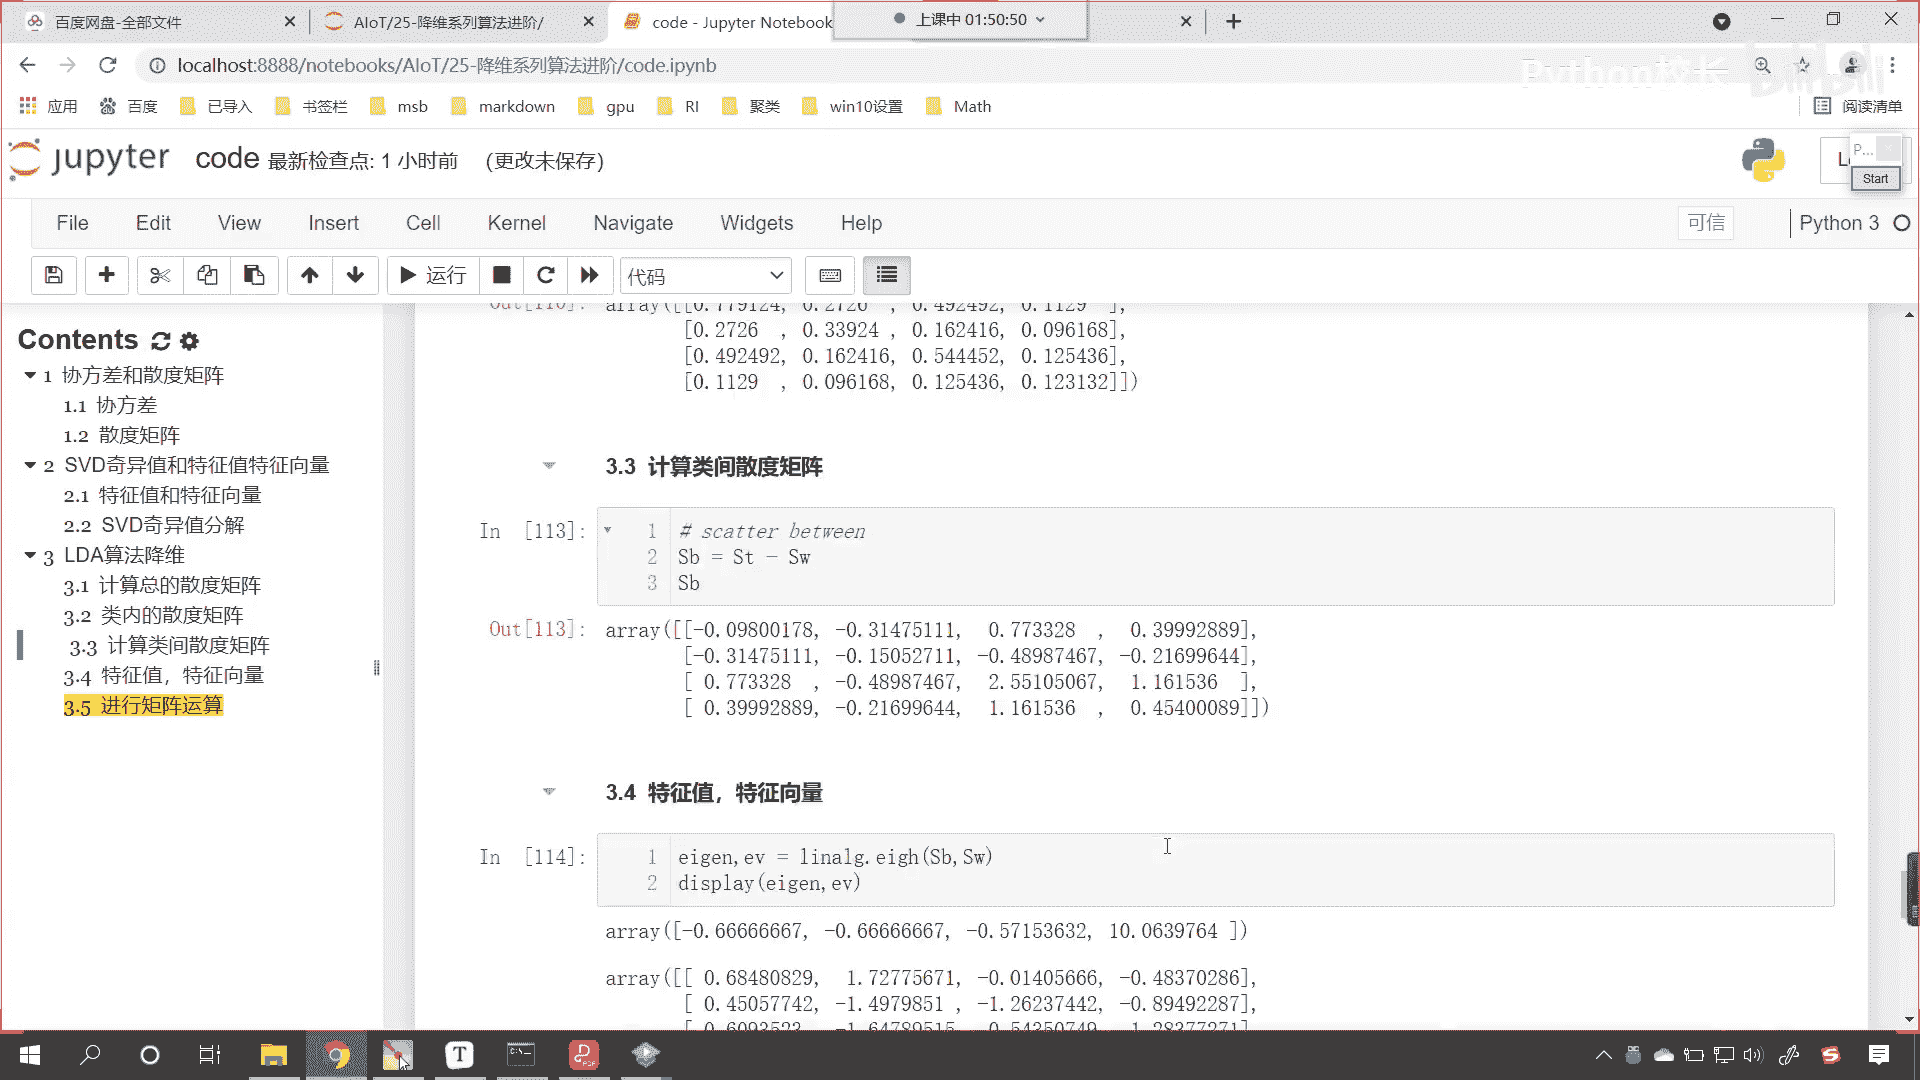 百度网盘-全部文件
AIoT/25-降维系列算法进阶/
code - Jupyter Notebook
上课中 01:50:50
localhost:8888/notebooks/AIoT/25-降维系列算法进阶/code.ipynb
应用 百度 已导入 书签栏 msb markdown gpu RI 聚类 win10设置 Math 阅读清单
jupyter code 最新检查点: 1 小时前 (更改未保存)
P...
Start
File Edit View Insert Cell Kernel Navigate Widgets Help 可信 Python 3
运行 代码
Contents
1 协方差和散度矩阵
1.1 协方差
1.2 散度矩阵
2 SVD奇异值和特征值特征向量
2.1 特征值和特征向量
2.2 SVD奇异值分解
3 LDA算法降维
3.1 计算总的散度矩阵
3.2 类内的散度矩阵
3.3 计算类间散度矩阵
3.4 特征值，特征向量
3.5 进行矩阵运算
array([[0.779124, 0.2726 , 0.492492, 0.1129 ],
[0.2726 , 0.33924 , 0.162416, 0.096168],
[0.492492, 0.162416, 0.544452, 0.125436],
[0.1129 , 0.096168, 0.125436, 0.123132]])
3.3 计算类间散度矩阵
In [113]:
1 # scatter between
2 Sb = St - Sw
3 Sb
Out[113]: array([[-0.09800178, -0.31475111, 0.773328 , 0.39992889],
[-0.31475111, -0.15052711, -0.48987467, -0.21699644],
[ 0.773328 , -0.48987467, 2.55105067, 1.161536 ],
[ 0.39992889, -0.21699644, 1.161536 , 0.45400089]])
3.4 特征值，特征向量
In [114]:
1 eigen,ev = linalg.eigh(Sb,Sw)
2 display(eigen,ev)
array([-0.66666667, -0.66666667, -0.57153632, 10.0639764 ])
array([[ 0.68480829, 1.72775671, -0.01405666, -0.48370286],
[ 0.45057742, -1.4979851 , -1.26237442, -0.89492287],